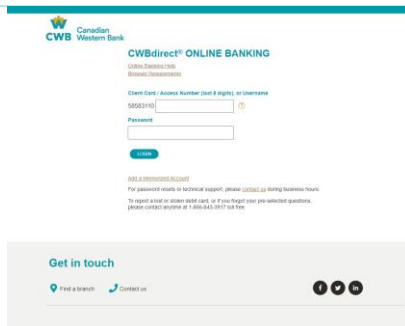 Canadian
CWB Western Bank
CWBdirect® ONLINE BANKING
Online Banking Help
Browser Requirements
Client Card / Access Number (last 8 digits), or Username
58583110
Password
LOGIN
Add a Memorized Account
For password resets or technical support, please contact us during business hours.
To report a lost or stolen debit card, or if you forgot your pre-selected questions,
please contact anytime at 1-866-843-3917 toll free
Get in touch
Find a branch
Contact us